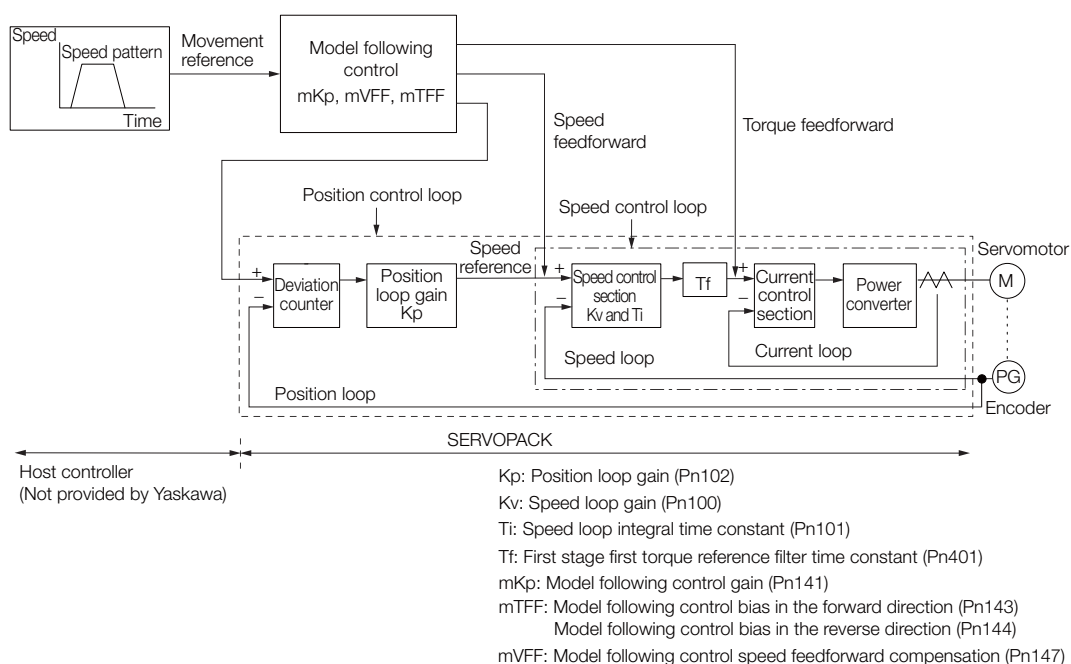 Speed
Speed pattern
Time
Movement
reference
Model following
control
mKp, mVFF, mTFF
Speed
feedforward
Torque feedforward
Position control loop
Speed control loop
Speed
reference
Servomotor
+
−
Deviation
counter
Position
loop gain
Kp
+
−
Speed control
section
Kv and Ti
Tf
+
−
Current
control
section
Power
converter
M
Speed loop
Current loop
PG
Position loop
Encoder
SERVOPACK
Host controller
(Not provided by Yaskawa)
Kp: Position loop gain (Pn102)
Kv: Speed loop gain (Pn100)
Ti: Speed loop integral time constant (Pn101)
Tf: First stage first torque reference filter time constant (Pn401)
mKp: Model following control gain (Pn141)
mTFF: Model following control bias in the forward direction (Pn143)
Model following control bias in the reverse direction (Pn144)
mVFF: Model following control speed feedforward compensation (Pn147)